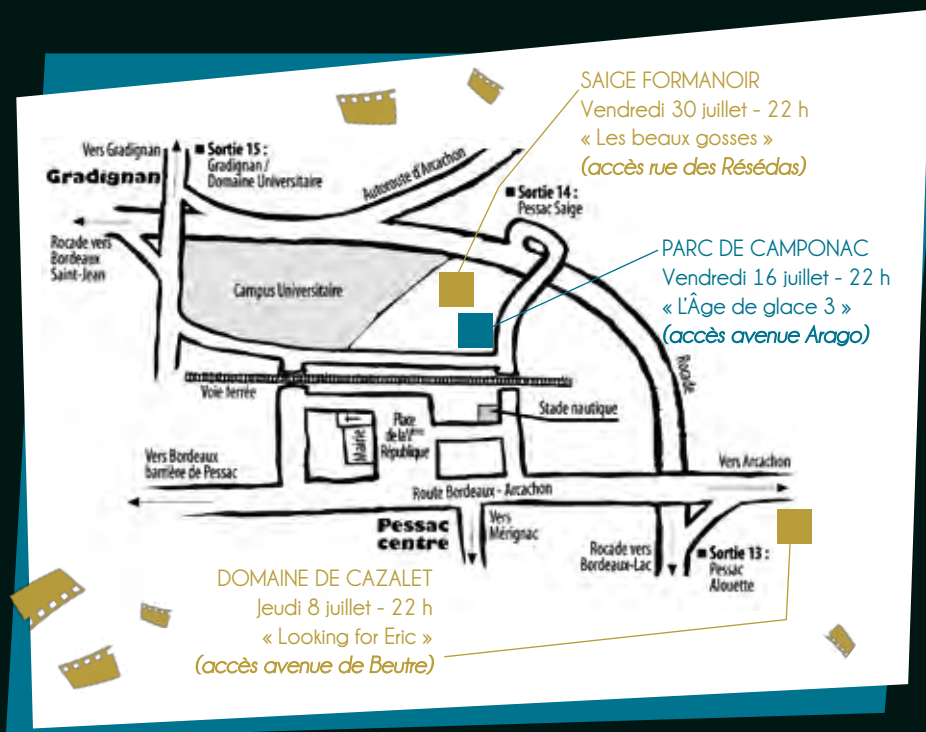 SAIGE FORMANOIR
Vendredi 30 juillet - 22 h
« Les beaux gosses »
(accès rue des Résédas)
PARC DE CAMPONAC
Vendredi 16 juillet - 22 h
« L'Âge de glace 3 »
(accès avenue Arago)
Vers Gradignan
Gradignan
■ Sortie 15 :
Gradignan /
Domaine Universitaire
Autoroute d'Arcachon
■ Sortie 14 :
Pessac Saige
Rocade vers
Bordeaux
Saint-Jean
Campus Universitaire
Rocade
Voie ferrée
Stade nautique
Mairie
Place
de la Vème
République
Vers Bordeaux
barrière de Pessac
Vers Arcachon
Route Bordeaux - Arcachon
Pessac
centre
Vers
Mérignac
Rocade vers
Bordeaux-Lac
■ Sortie 13 :
Pessac
Alouette
DOMAINE DE CAZALET
Jeudi 8 juillet - 22 h
« Looking for Eric »
(accès avenue de Beutre)